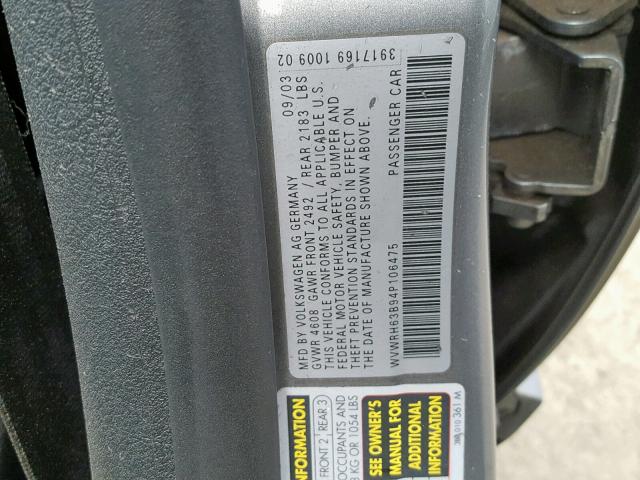 3917169 1009 02
MFD BY VOLKSWAGEN AG GERMANY 09/03
GVWR 4608 GAWR FRONT 2492 / REAR 2183 LBS
THIS VEHICLE CONFORMS TO ALL APPLICABLE U.S.
FEDERAL MOTOR VEHICLE SAFETY, BUMPER AND
THEFT PREVENTION STANDARDS IN EFFECT ON
THE DATE OF MANUFACTURE SHOWN ABOVE.
WVWRH63B94P106475 PASSENGER CAR
INFORMATION
FRONT 2 REAR 3
OCCUPANTS AND
KG OR 1054 LBS
SEE OWNER'S
MANUAL FOR
ADDITIONAL
INFORMATION
010 361 M